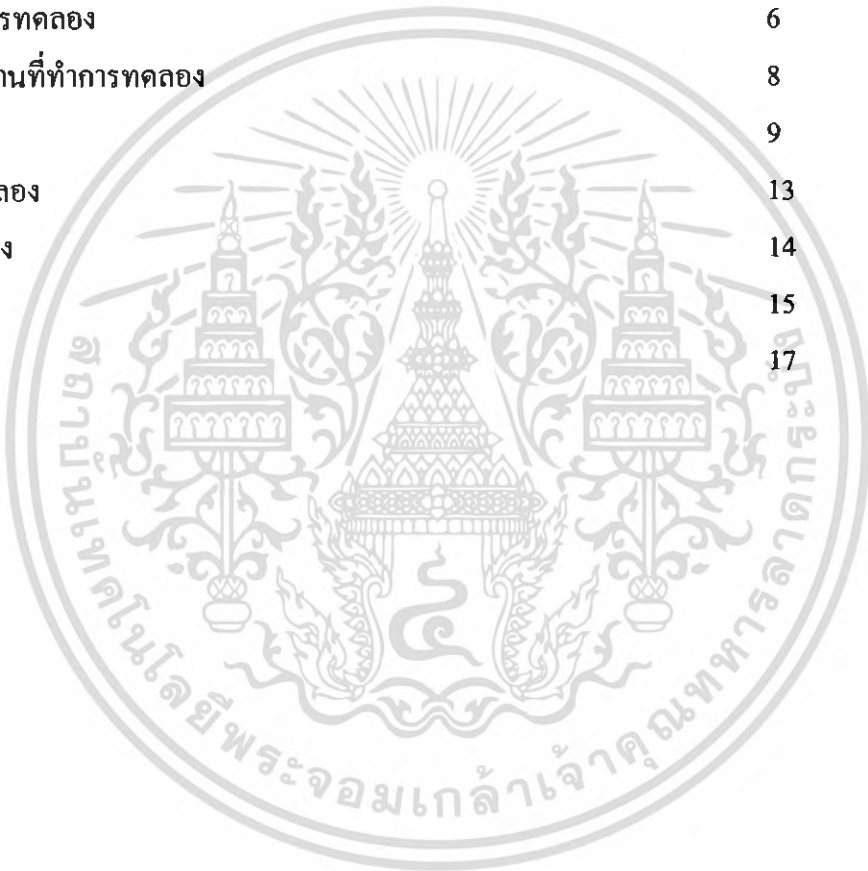 รทดลอง 6
านที่ทำการทดลอง 8
9
ลอง 13
ง 14
15
17
สถาบันเทคโนโลยีพระจอมเกล้าเจ้าคุณทหารลาดกระบัง